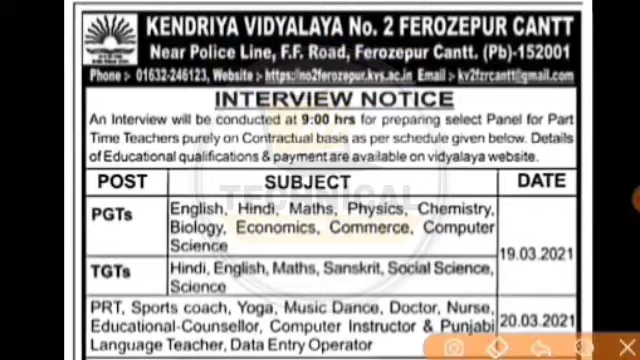 KENDRIYA VIDYALAYA No. 2 FEROZEPUR CANTT
Near Police Line, F.F. Road, Ferozepur Cantt. (Pb)-152001
Phone :- 01632-246123, Website :- https://no2ferozepur.kvs.ac.in Email :- kv2fzrcantt@gmail.com
INTERVIEW NOTICE
An Interview will be conducted at 9:00 hrs for preparing select Panel for Part
Time Teachers purely on Contractual basis as per schedule given below. Details
of Educational qualifications & payment are available on vidyalaya website.
POST SUBJECT DATE
PGTs English, Hindi, Maths, Physics, Chemistry,
Biology, Economics, Commerce, Computer
Science
19.03.2021
TGTs Hindi, English, Maths, Sanskrit, Social Science,
Science
PRT, Sports coach, Yoga, Music Dance, Doctor, Nurse,
Educational-Counsellor, Computer Instructor & Punjabi
Language Teacher, Data Entry Operator
20.03.2021
TECHNICAL